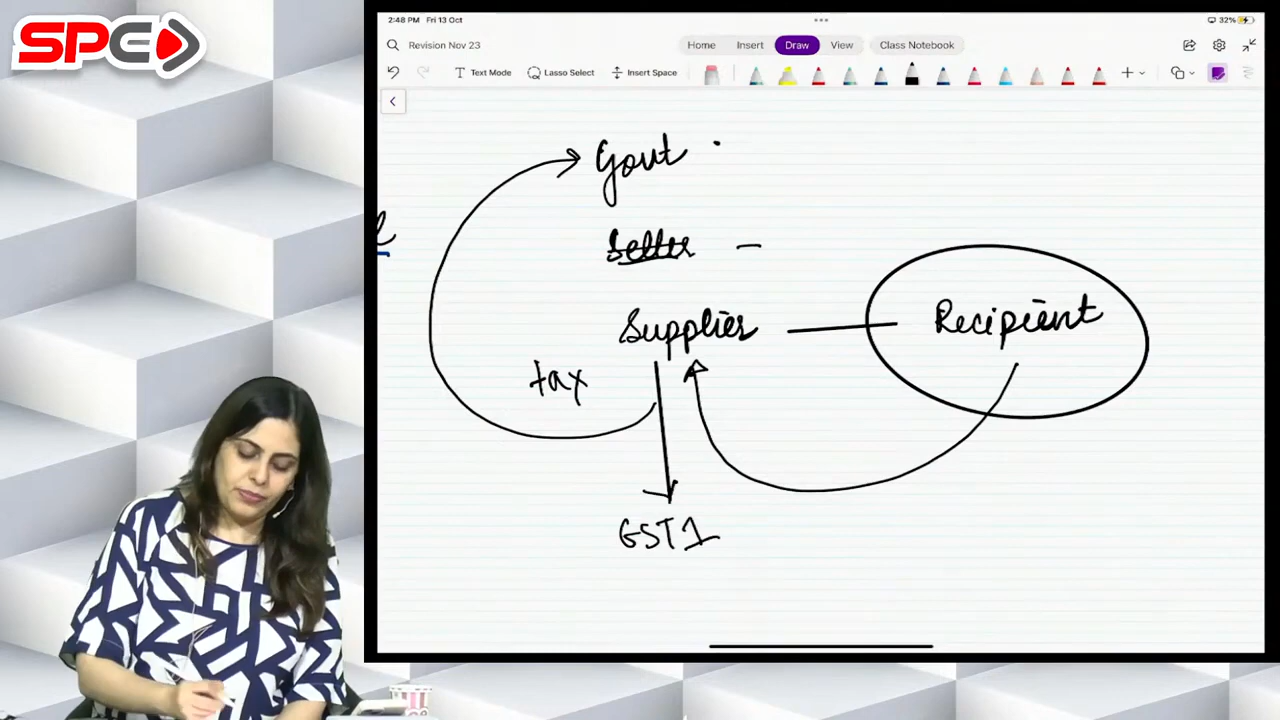 SPC
2:48 PM Fri 13 Oct
32%
Revision Nov 23
Home Insert Draw View Class Notebook
Text Mode Lasso Select Insert Space
Govt
Seller
Supplier
Recipient
tax
GST1